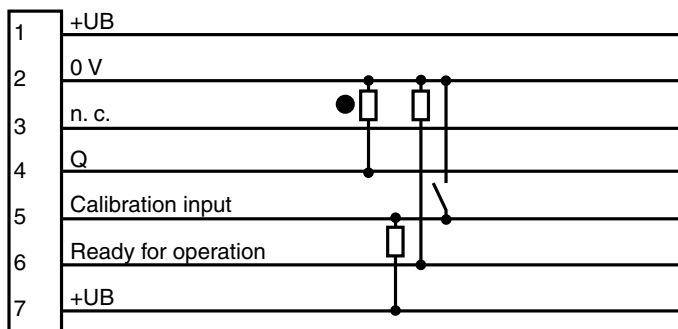 1 +UB
2 0 V
3 n. c.
4 Q
5 Calibration input
6 Ready for operation
7 +UB